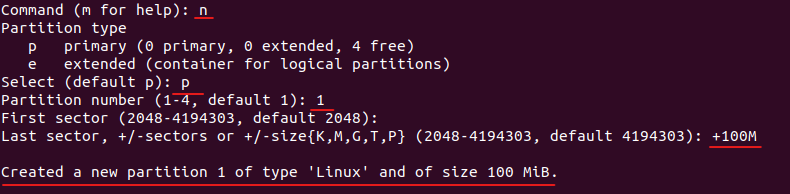 Command (m for help): n
Partition type
   p   primary (0 primary, 0 extended, 4 free)
   e   extended (container for logical partitions)
Select (default p): p
Partition number (1-4, default 1): 1
First sector (2048-4194303, default 2048):
Last sector, +/-sectors or +/-size{K,M,G,T,P} (2048-4194303, default 4194303): +100M
Created a new partition 1 of type 'Linux' and of size 100 MiB.